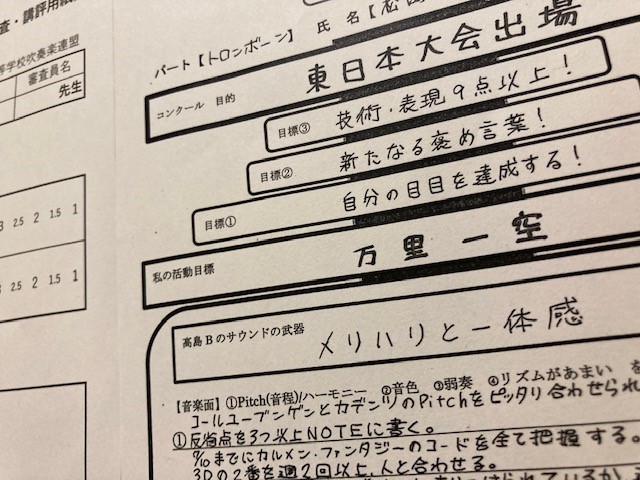 査・講評用紙
等学校吹奏楽連盟
審査員名
先生
3 2.5 2 1.5 1
3 2.5 2 1.5 1
パート【トロンボーン】 氏 名【松
コンクール 目的 東日本大会出場
目標③ 技術・表現9点以上!
目標② 新たなる褒め言葉!
目標① 自分の目目を達成する!
私の活動目標 万里一空
高島Bのサウンドの武器 メリハリと一体感
【音楽面】①Pitch(音程)/ハーモニー ②音色 ③弱奏 ④リズムがあまい を
コールユーブンゲンとカデンツのPitchをピッタリ合わせられ
①反省点を3つ以上NOTEに書く。
9/10までにカルメン・ファンタジーのコードを全て把握する。
3Dの2番を週2回以上、人と合わせる。